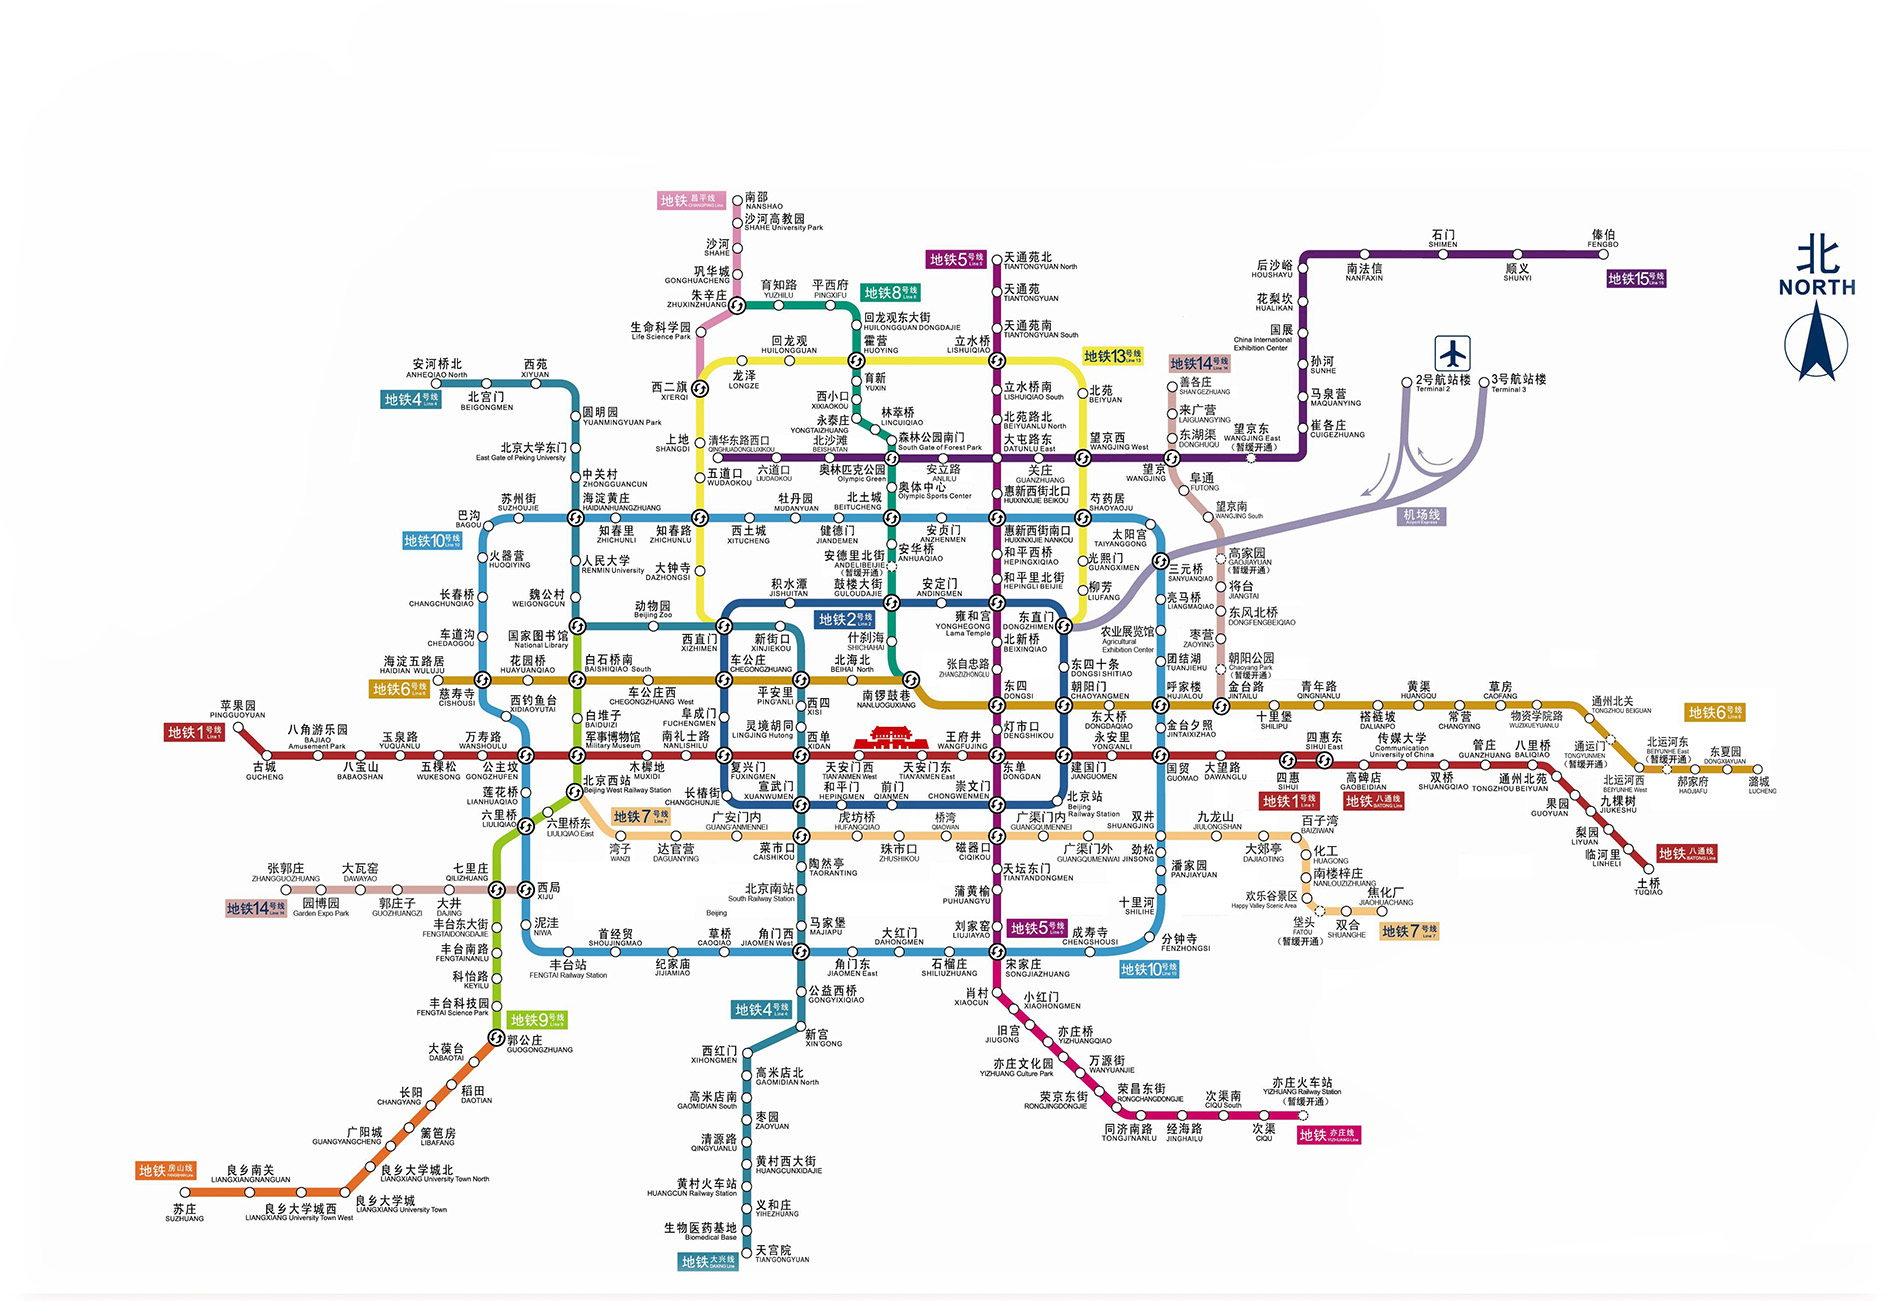 北
NORTH
地铁 昌平线
CHANGPING Line
南邵
NANSHAO
沙河高教园
SHAHE University Park
沙河
SHAHE
巩华城
GONGHUACHENG
朱辛庄
ZHUXINZHUANG
生命科学园
Life Science Park
西二旗
XI'ERQI
育知路
YUZHILU
平西府
PINGXIFU
地铁8号线
Line 8
回龙观东大街
HUILONGGUAN DONGDAJIE
霍营
HUOYING
育新
YUXIN
西小口
XIXIAOKOU
永泰庄
YONGTAIZHUANG
林萃桥
LINCUIQIAO
森林公园南门
South Gate of Forest Park
奥林匹克公园
Olympic Green
奥体中心
Olympic Sports Center
北土城
BEITUCHENG
安华桥
ANHUAQIAO
安德里北街
ANDELIBEIJIE
(暂缓开通)
鼓楼大街
GULOUDAJIE
什刹海
SHICHAHAI
南锣鼓巷
NANLUOGUXIANG
地铁5号线
Line 5
天通苑北
TIANTONGYUAN North
天通苑
TIANTONGYUAN
天通苑南
TIANTONGYUAN South
立水桥
LISHUIQIAO
立水桥南
LISHUIQIAO South
北苑路北
BEIYUANLU North
大屯路东
DATUNLU East
惠新西街北口
HUIXINXIJIE BEIKOU
惠新西街南口
HUIXINXIJIE NANKOU
和平西桥
HEPINGXIQIAO
和平里北街
HEPINGLI BEIJIE
雍和宫
YONGHEGONG
Lama Temple
北新桥
BEIXINQIAO
张自忠路
ZHANGZIZHONGLU
东四
DONGSI
灯市口
DENGSHIKOU
东单
DONGDAN
崇文门
CHONGWENMEN
磁器口
CIQIKOU
天坛东门
TIANTANDONGMEN
蒲黄榆
PUHUANGYU
刘家窑
LIUJIAYAO
地铁5号线
Line 5
宋家庄
SONGJIAZHUANG
地铁13号线
Line 13
回龙观
HUILONGGUAN
龙泽
LONGZE
上地
SHANGDI
五道口
WUDAOKOU
知春路
ZHICHUNLU
大钟寺
DAZHONGSI
西直门
XIZHIMEN
北苑
BEIYUAN
望京西
WANGJING West
芍药居
SHAOYAOJU
光熙门
GUANGXIMEN
柳芳
LIUFANG
东直门
DONGZHIMEN
地铁15号线
Line 15
清华东路西口
QINGHUADONGLUXIKOU
六道口
LIUDAOKOU
北沙滩
BEISHATAN
安立路
ANLILU
关庄
GUANZHUANG
望京
WANGJING
望京东
WANGJING East
(暂缓开通)
崔各庄
CUIGEZHUANG
马泉营
MAQUANYING
孙河
SUNHE
国展
China International
Exhibition Center
花梨坎
HUALIKAN
后沙峪
HOUSHAYU
南法信
NANFAXIN
石门
SHIMEN
顺义
SHUNYI
俸伯
FENGBO
地铁14号线
Line 14
善各庄
SHAN'GEZHUANG
来广营
LAIGUANGYING
东湖渠
DONGHUQU
阜通
FUTONG
望京南
WANGJING South
高家园
GAOJIAYUAN
(暂缓开通)
将台
JIANGTAI
东风北桥
DONGFENGBEIQIAO
枣营
ZAOYING
朝阳公园
Chaoyang Park
(暂缓开通)
金台路
JINTAILU
2号航站楼
Terminal 2
3号航站楼
Terminal 3
机场线
Airport Express
三元桥
SANYUANQIAO
地铁4号线
Line 4
安河桥北
ANHEQIAO North
北宫门
BEIGONGMEN
西苑
XIYUAN
圆明园
YUANMINGYUAN Park
北京大学东门
East Gate of Peking University
中关村
ZHONGGUANCUN
海淀黄庄
HAIDIANHUANGZHUANG
人民大学
RENMIN University
魏公村
WEIGONGCUN
国家图书馆
National Library
动物园
Beijing Zoo
新街口
XINJIEKOU
平安里
PING'ANLI
西四
XISI
灵境胡同
LINGJING Hutong
西单
XIDAN
宣武门
XUANWUMEN
菜市口
CAISHIKOU
陶然亭
TAORANTING
北京南站
South Railway Station
Beijing
马家堡
MAJIAPU
角门西
JIAOMEN West
公益西桥
GONGYIXIQIAO
地铁4号线
Line 4
新宫
XIN'GONG
西红门
XIHONGMEN
高米店北
GAOMIDIAN North
高米店南
GAOMIDIAN South
枣园
ZAOYUAN
清源路
QINGYUANLU
黄村西大街
HUANGCUNXIDAJIE
黄村火车站
HUANGCUN Railway Station
义和庄
YIHEZHUANG
生物医药基地
Biomedical Base
天宫院
TIAN'GONGYUAN
地铁 大兴线
DAXING Line
地铁10号线
Line 10
巴沟
BAGOU
苏州街
SUZHOUJIE
知春里
ZHICHUNLI
西土城
XITUCHENG
牡丹园
MUDANYUAN
健德门
JIANDEMEN
安贞门
ANZHENMEN
太阳宫
TAIYANGGONG
亮马桥
LIANGMAQIAO
农业展览馆
Agricultural
Exhibition Center
团结湖
TUANJIEHU
呼家楼
HUJIALOU
金台夕照
JINTAIXIZHAO
国贸
GUOMAO
双井
SHUANGJING
劲松
JINSONG
潘家园
PANJIAYUAN
十里河
SHILIHE
分钟寺
FENZHONGSI
地铁10号线
Line 10
成寿寺
CHENGSHOUSI
石榴庄
SHILIUZHUANG
大红门
DAHONGMEN
角门东
JIAOMEN East
草桥
CAOQIAO
纪家庙
JIJIAMIAO
首经贸
SHOUJINGMAO
丰台站
FENGTAI Railway Station
泥洼
NIWA
西局
XIJU
六里桥
LIULIQIAO
莲花桥
LIANHUAQIAO
公主坟
GONGZHUFEN
西钓鱼台
XIDIAOYUTAI
慈寿寺
CISHOUSI
车道沟
CHEDAOGOU
长春桥
CHANGCHUNQIAO
火器营
HUOQIYING
地铁2号线
Line 2
积水潭
JISHUITAN
安定门
ANDINGMEN
东四十条
DONGSI SHITIAO
朝阳门
CHAOYANGMEN
建国门
JIANGUOMEN
北京站
Beijing
Railway Station
前门
QIANMEN
和平门
HEPINGMEN
长椿街
CHANGCHUNJIE
复兴门
FUXINGMEN
阜成门
FUCHENGMEN
车公庄
CHEGONGZHUANG
地铁6号线
Line 6
海淀五路居
HAIDIAN WULUJU
花园桥
HUAYUANQIAO
白石桥南
BAISHIQIAO South
车公庄西
CHEGONGZHUANG West
北海北
BEIHAI North
东大桥
DONGDAQIAO
十里堡
SHILIPU
青年路
QINGNIANLU
褡裢坡
DALIANPO
黄渠
HUANGQU
常营
CHANGYING
草房
CAOFANG
物资学院路
WUZIXUEYUANLU
通州北关
TONGZHOU BEIGUAN
通运门
TONGYUNMEN
(暂缓开通)
北运河西
BEIYUNHE West
北运河东
BEIYUNHE East
(暂缓开通)
郝家府
HAOJIAFU
东夏园
DONGXIAYUAN
潞城
LUCHENG
地铁6号线
Line 6
地铁1号线
Line 1
苹果园
PINGGUOYUAN
古城
GUCHENG
八角游乐园
BAJIAO
Amusement Park
八宝山
BABAOSHAN
玉泉路
YUQUANLU
五棵松
WUKESONG
万寿路
WANSHOULU
军事博物馆
Military Museum
木樨地
MUXIDI
南礼士路
NANLISHILU
天安门西
TIAN'ANMEN West
天安门东
TIAN'ANMEN East
王府井
WANGFUJING
永安里
YONG'ANLI
大望路
DAWANGLU
四惠
SIHUI
四惠东
SIHUI East
地铁1号线
Line 1
地铁 八通线
BATONG Line
高碑店
GAOBEIDIAN
传媒大学
Communication
University of China
双桥
SHUANGQIAO
管庄
GUANZHUANG
八里桥
BALIQIAO
通州北苑
TONGZHOU BEIYUAN
果园
GUOYUAN
九棵树
JIUKESHU
梨园
LIYUAN
临河里
LINHELI
土桥
TUQIAO
地铁 八通线
BATONG Line
地铁7号线
Line 7
北京西站
Beijing West Railway Station
湾子
WANZI
达官营
DAGUANYING
广安门内
GUANG'ANMENNEI
虎坊桥
HUFANGQIAO
珠市口
ZHUSHIKOU
桥湾
QIAOWAN
广渠门内
GUANGQUMENNEI
广渠门外
GUANGQUMENWAI
九龙山
JIULONGSHAN
大郊亭
DAJIAOTING
百子湾
BAIZIWAN
化工
HUAGONG
南楼梓庄
NANLOUZIZHUANG
欢乐谷景区
Happy Valley Scenic Area
垡头
FATOU
(暂缓开通)
双合
SHUANGHE
焦化厂
JIAOHUACHANG
地铁7号线
Line 7
白堆子
BAIDUIZI
六里桥东
LIULIQIAO East
七里庄
QILIZHUANG
丰台东大街
FENGTAIDONGDAJIE
丰台南路
FENGTAINANLU
科怡路
KEYILU
丰台科技园
FENGTAI Science Park
地铁9号线
Line 9
郭公庄
GUOGONGZHUANG
地铁14号线
Line 14
张郭庄
ZHANGGUOZHUANG
园博园
Garden Expo Park
大瓦窑
DAWAYAO
郭庄子
GUOZHUANGZI
大井
DAJING
大葆台
DABAOTAI
稻田
DAOTIAN
长阳
CHANGYANG
篱笆房
LIBAFANG
广阳城
GUANGYANGCHENG
良乡大学城北
LIANGXIANG University Town North
良乡大学城
LIANGXIANG University Town
良乡大学城西
LIANGXIANG University Town West
良乡南关
LIANGXIANGNANGUAN
苏庄
SUZHUANG
地铁 房山线
FANGSHAN Line
肖村
XIAOCUN
小红门
XIAOHONGMEN
旧宫
JIUGONG
亦庄桥
YIZHUANGQIAO
亦庄文化园
YIZHUANG Culture Park
万源街
WANYUANJIE
荣京东街
RONGJINGDONGJIE
荣昌东街
RONGCHANGDONGJIE
同济南路
TONGJI'NANLU
经海路
JINGHAILU
次渠南
CIQU South
次渠
CIQU
亦庄火车站
YIZHUANG Railway Station
(暂缓开通)
地铁 亦庄线
YIZHUANG Line